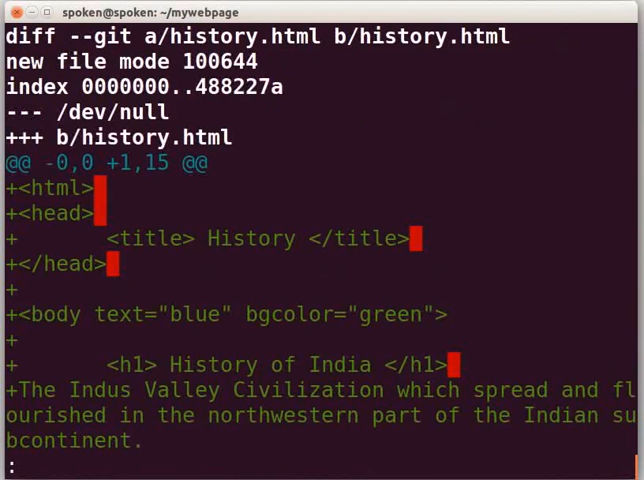 spoken@spoken: ~/mywebpage
diff --git a/history.html b/history.html
new file mode 100644
index 0000000..488227a
--- /dev/null
+++ b/history.html
@@ -0,0 +1,15 @@
+<html>
+<head>
+       <title> History </title>
+</head>
+
+<body text="blue" bgcolor="green">
+
+       <h1> History of India </h1>
+The Indus Valley Civilization which spread and fl
ourished in the northwestern part of the Indian su
bcontinent.
: